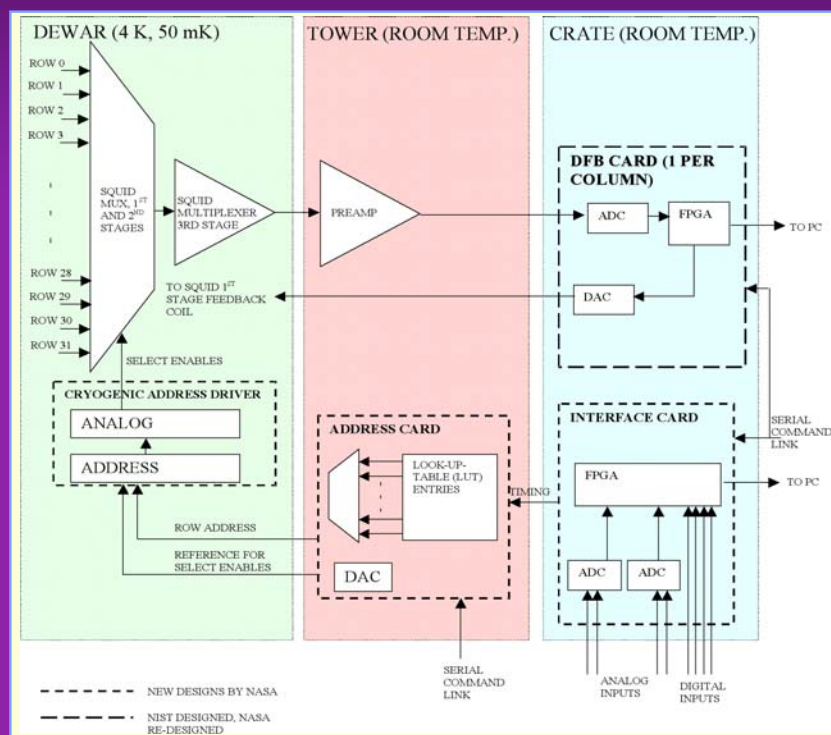 DEWAR (4 K, 50 mK)
TOWER (ROOM TEMP.)
CRATE (ROOM TEMP.)
ROW 0
ROW 1
ROW 2
ROW 3
ROW 28
ROW 29
ROW 30
ROW 31
SQUID
MUX, 1ST
AND 2ND
STAGES
SQUID
MULTIPLEXER
3RD STAGE
PREAMP
DFB CARD (1 PER
COLUMN)
ADC
FPGA
TO PC
DAC
TO SQUID 1ST
STAGE FEEDBACK
COIL
SELECT ENABLES
CRYOGENIC ADDRESS DRIVER
ANALOG
ADDRESS
ROW ADDRESS
REFERENCE FOR
SELECT ENABLES
ADDRESS CARD
LOOK-UP-
TABLE (LUT)
ENTRIES
DAC
TIMING
INTERFACE CARD
FPGA
TO PC
ADC
ADC
SERIAL
COMMAND
LINK
SERIAL
COMMAND
LINK
ANALOG
INPUTS
DIGITAL
INPUTS
NEW DESIGNS BY NASA
NIST DESIGNED, NASA
RE-DESIGNED